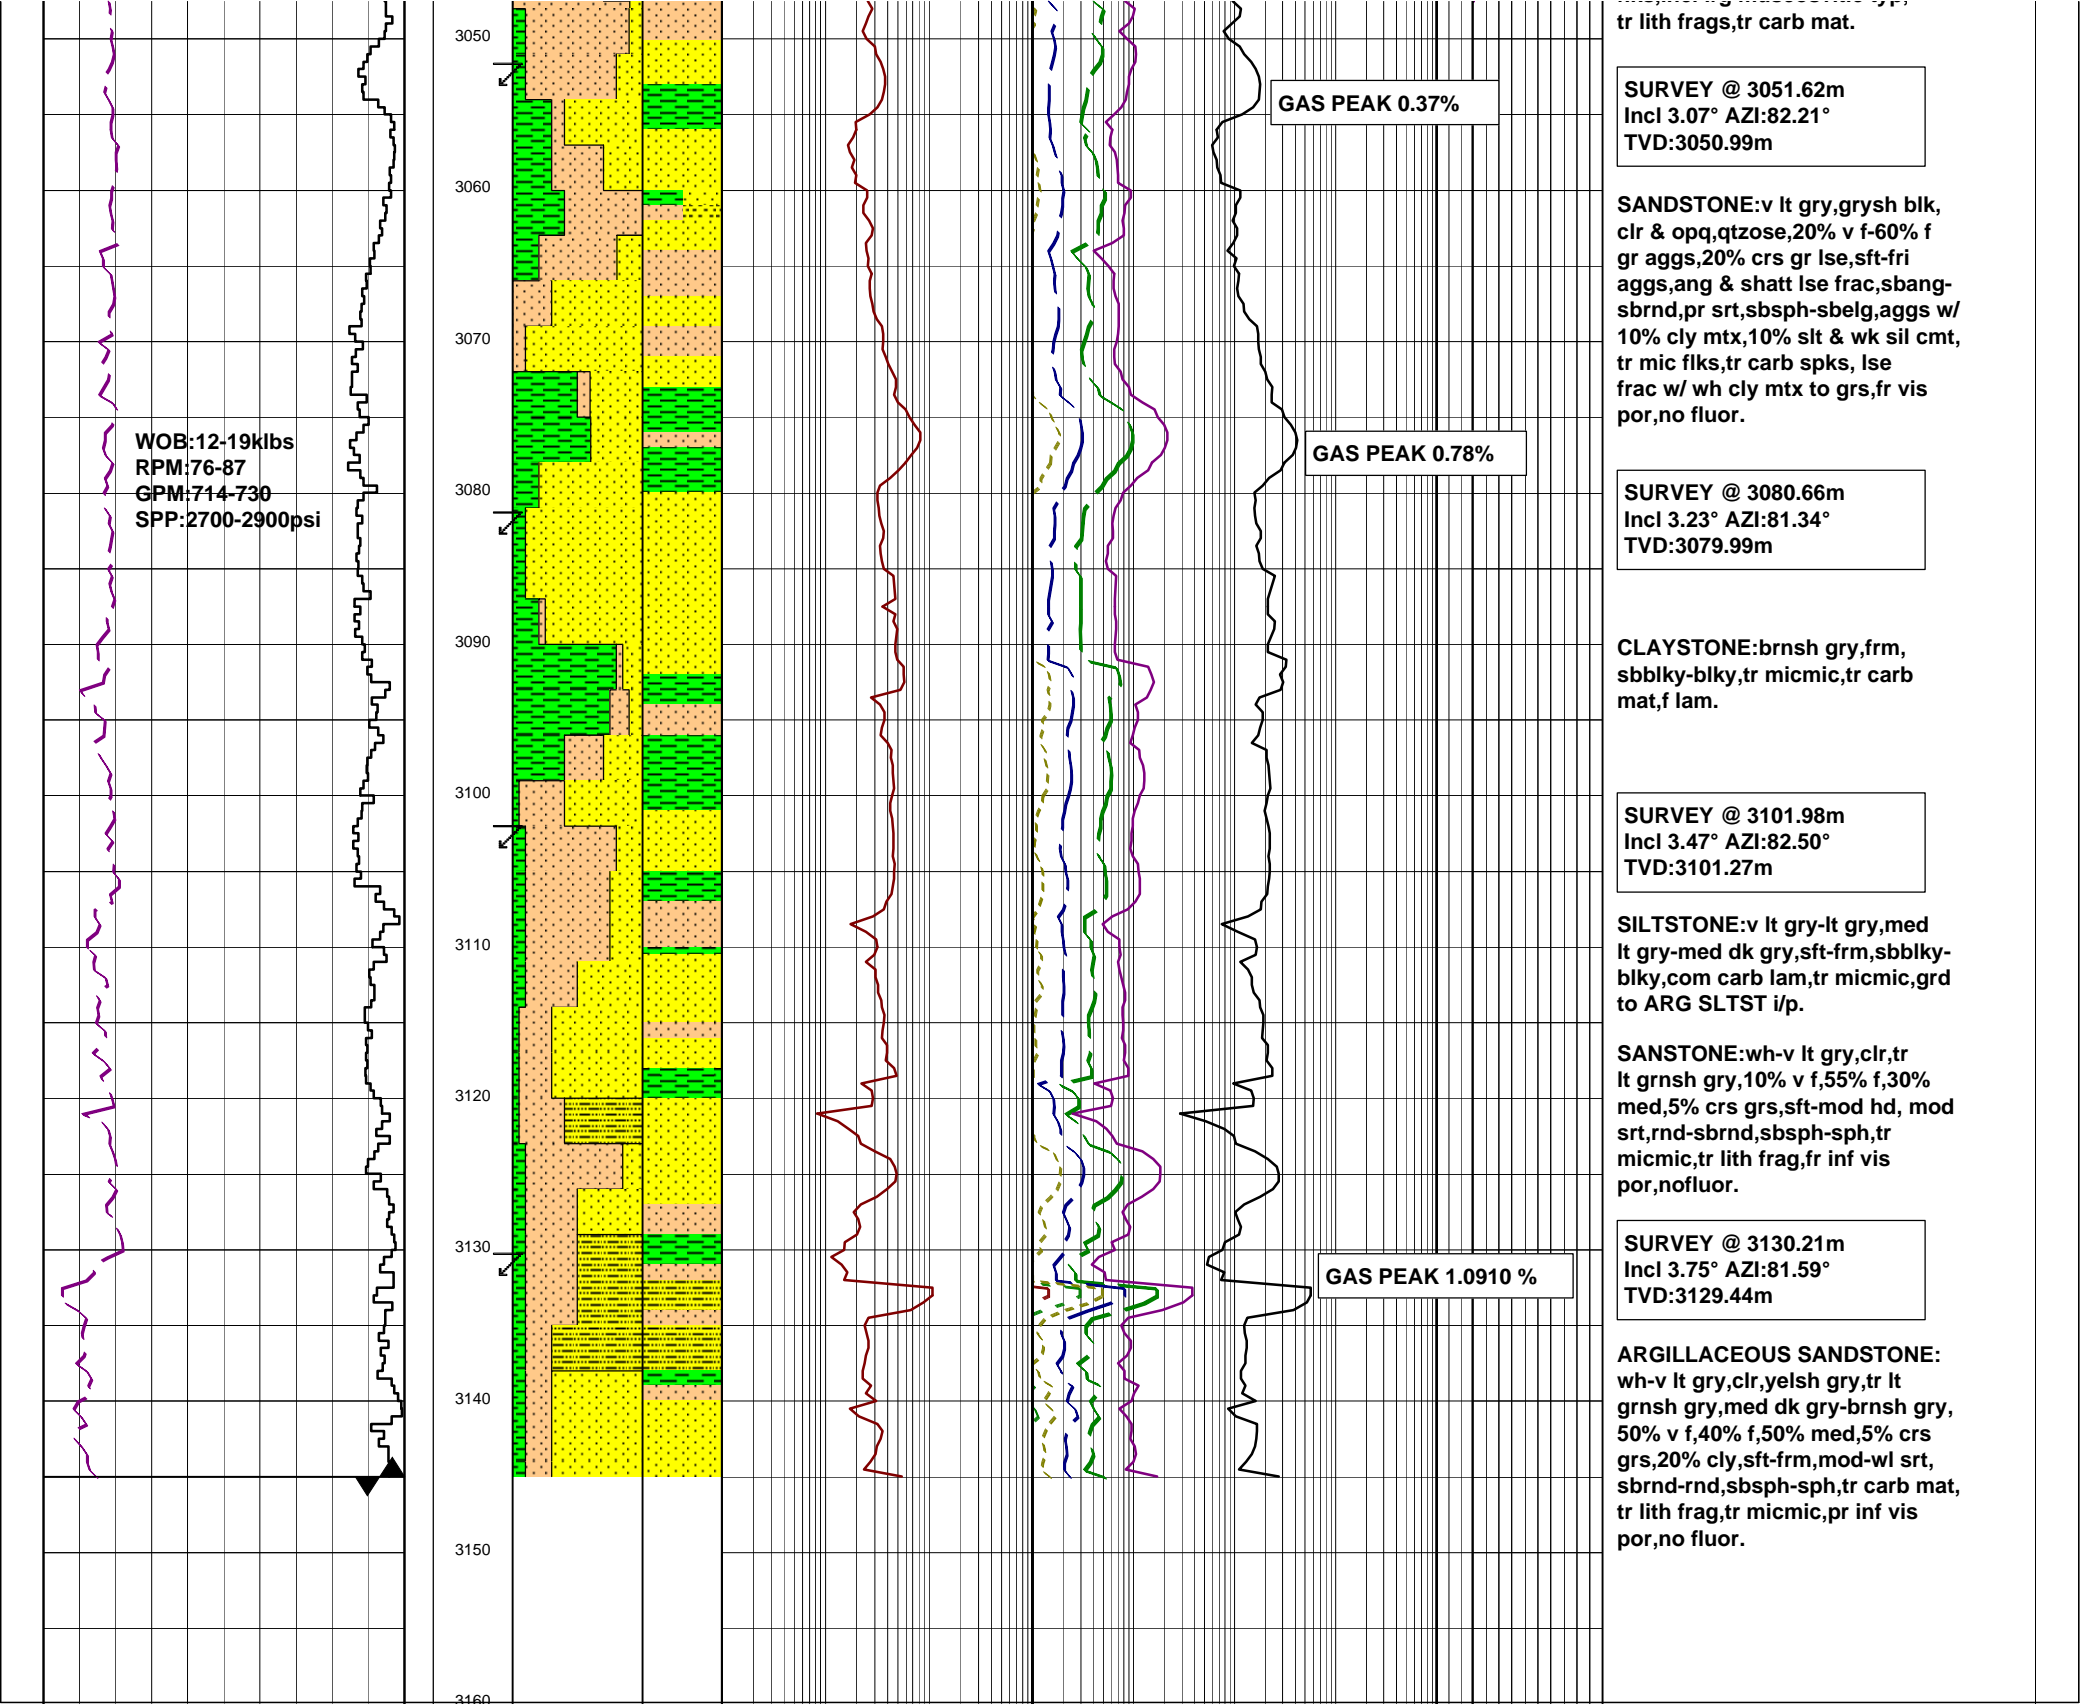 tr lith frags,tr carb mat.
3050
GAS PEAK 0.37%
SURVEY @ 3051.62m
Incl 3.07° AZI:82.21°
TVD:3050.99m
3060
SANDSTONE:v lt gry,grysh blk,
clr & opq,qtzose,20% v f-60% f
gr aggs,20% crs gr lse,sft-fri
aggs,ang & shatt lse frac,sbang-
sbrnd,pr srt,sbsph-sbelg,aggs w/
10% cly mtx,10% slt & wk sil cmt,
tr mic flks,tr carb spks, lse
frac w/ wh cly mtx to grs,fr vis
por,no fluor.
3070
WOB:12-19klbs
RPM:76-87
GPM:714-730
SPP:2700-2900psi
GAS PEAK 0.78%
3080
SURVEY @ 3080.66m
Incl 3.23° AZI:81.34°
TVD:3079.99m
3090
CLAYSTONE:brnsh gry,frm,
sbblky-blky,tr micmic,tr carb
mat,f lam.
3100
SURVEY @ 3101.98m
Incl 3.47° AZI:82.50°
TVD:3101.27m
3110
SILTSTONE:v lt gry-lt gry,med
lt gry-med dk gry,sft-frm,sbblky-
blky,com carb lam,tr micmic,grd
to ARG SLTST i/p.
3120
SANSTONE:wh-v lt gry,clr,tr
lt grnsh gry,10% v f,55% f,30%
med,5% crs grs,sft-mod hd, mod
srt,rnd-sbrnd,sbsph-sph,tr
micmic,tr lith frag,fr inf vis
por,nofluor.
3130
GAS PEAK 1.0910 %
SURVEY @ 3130.21m
Incl 3.75° AZI:81.59°
TVD:3129.44m
3140
ARGILLACEOUS SANDSTONE:
wh-v lt gry,clr,yelsh gry,tr lt
grnsh gry,med dk gry-brnsh gry,
50% v f,40% f,50% med,5% crs
grs,20% cly,sft-frm,mod-wl srt,
sbrnd-rnd,sbsph-sph,tr carb mat,
tr lith frag,tr micmic,pr inf vis
por,no fluor.
3150
3160